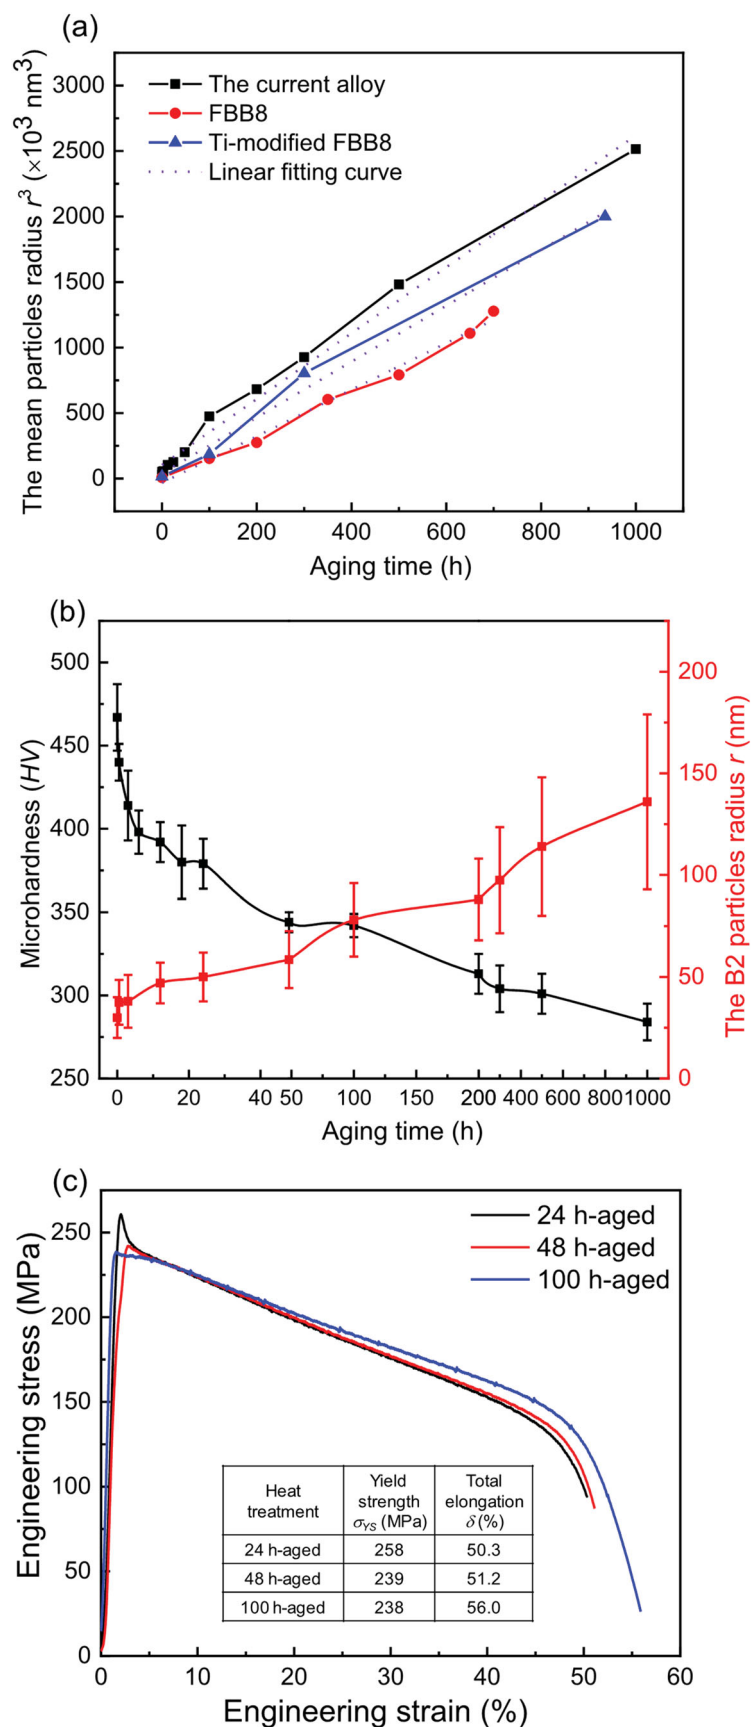 (a)
The mean particles radius r³ (×10³ nm³)
3000
2500
2000
1500
1000
500
0
The current alloy
FBB8
Ti-modified FBB8
Linear fitting curve
0 200 400 600 800 1000
Aging time (h)
(b)
Microhardness (HV)
500
450
400
350
300
250
The B2 particles radius r (nm)
200
150
100
50
0
0 20 40 50 100 150 200 400 600 800 1000
Aging time (h)
(c)
Engineering stress (MPa)
250
200
150
100
50
0
24 h-aged
48 h-aged
100 h-aged
Heat treatment Yield strength σYS (MPa) Total elongation δ (%)
24 h-aged 258 50.3
48 h-aged 239 51.2
100 h-aged 238 56.0
0 10 20 30 40 50 60
Engineering strain (%)